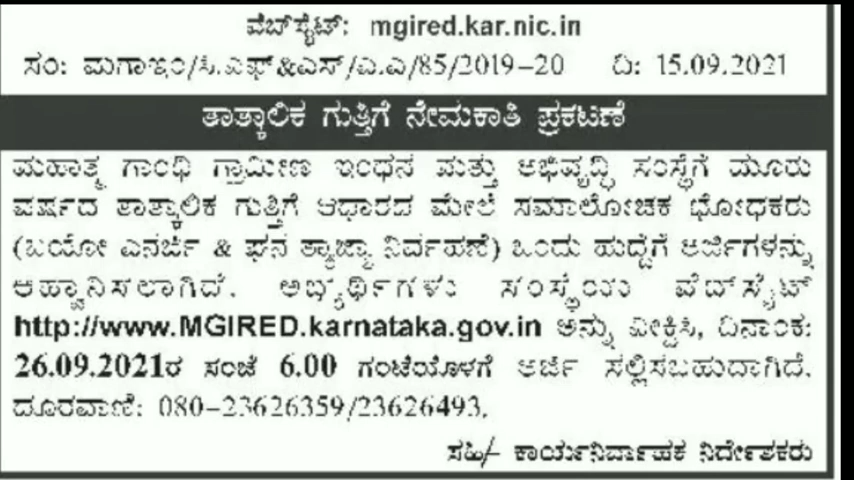 ವೆಬ್‌ಸೈಟ್: mgired.kar.nic.in
ಸಂ: ಮಗಾಇಂ/ಸಿ.ಎಫ್&ಎಸ್/ಎ.ಎ/85/2019–20 ದಿ: 15.09.2021
ತಾತ್ಕಾಲಿಕ ಗುತ್ತಿಗೆ ನೇಮಕಾತಿ ಪ್ರಕಟಣೆ
ಮಹಾತ್ಮ ಗಾಂಧಿ ಗ್ರಾಮೀಣ ಇಂಧನ ಮತ್ತು ಅಭಿವೃದ್ಧಿ ಸಂಸ್ಥೆಗೆ ಮೂರು
ವರ್ಷದ ತಾತ್ಕಾಲಿಕ ಗುತ್ತಿಗೆ ಆಧಾರದ ಮೇಲೆ ಸಮಾಲೋಚಕ ಭೋಧಕರು
(ಬಯೋ ಎನರ್ಜಿ & ಘನ ತ್ಯಾಜ್ಯಾ ನಿರ್ವಹಣೆ) ಒಂದು ಹುದ್ದೆಗೆ ಅರ್ಜಿಗಳನ್ನು
ಆಹ್ವಾನಿಸಲಾಗಿದೆ. ಅಭ್ಯರ್ಥಿಗಳು ಸಂಸ್ಥೆಯ ವೆಬ್‌ಸೈಟ್
http://www.MGIRED.karnataka.gov.in ಅನ್ನು ವೀಕ್ಷಿಸಿ, ದಿನಾಂಕ:
26.09.2021ರ ಸಂಜೆ 6.00 ಗಂಟೆಯೊಳಗೆ ಅರ್ಜಿ ಸಲ್ಲಿಸಬಹುದಾಗಿದೆ.
ದೂರವಾಣಿ: 080–23626359/23626493.
ಸಹಿ/– ಕಾರ್ಯನಿರ್ವಾಹಕ ನಿರ್ದೇಶಕರು